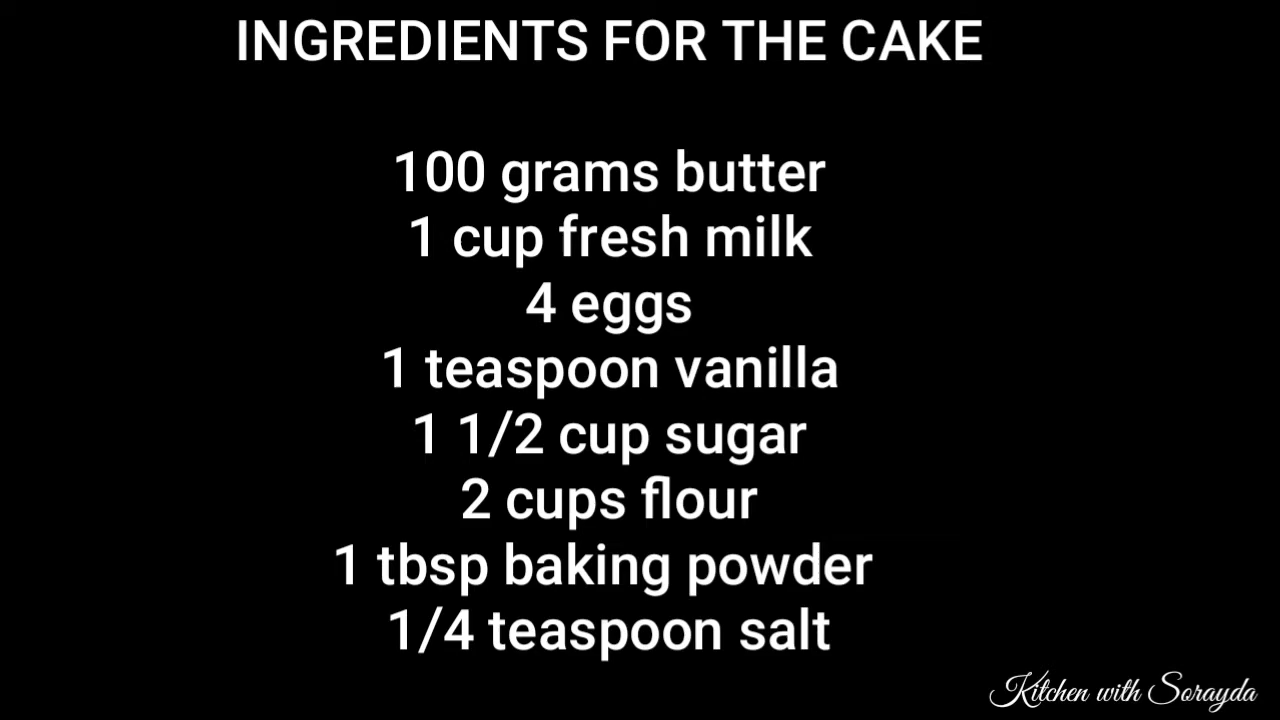 INGREDIENTS FOR THE CAKE
100 grams butter
1 cup fresh milk
4 eggs
1 teaspoon vanilla
1 1/2 cup sugar
2 cups flour
1 tbsp baking powder
1/4 teaspoon salt
Kitchen with Sorayda